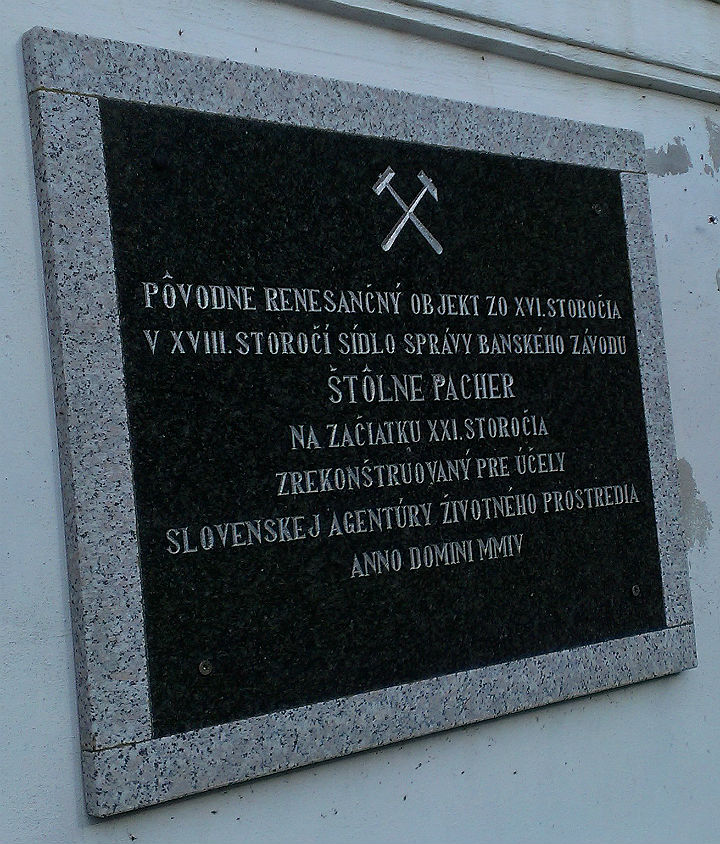 PÔVODNE RENESANČNÝ OBJEKT ZO XVI.STOROČIA
V XVIII.STOROČÍ SÍDLO SPRÁVY BANSKÉHO ZÁVODU
ŠTÔLNE PACHER
NA ZAČIATKU XXI.STOROČIA
ZREKONŠTRUOVANÝ PRE ÚČELY
SLOVENSKEJ AGENTÚRY ŽIVOTNÉHO PROSTREDIA
ANNO DOMINI MMIV